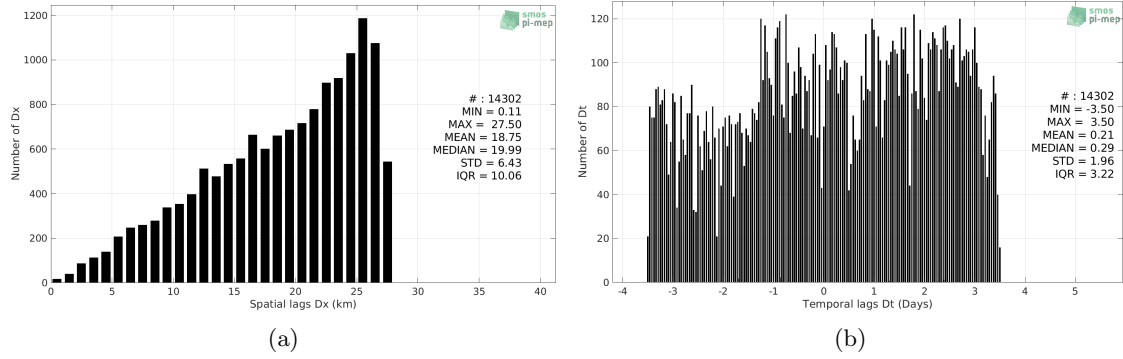 1200
1000
800
600
400
200
0
Number of Dx
smos
pi-mep
# : 14302
MIN = 0.11
MAX = 27.50
MEAN = 18.75
MEDIAN = 19.99
STD = 6.43
IQR = 10.06
0 5 10 15 20 25 30 35 40
Spatial lags Dx (km)
(a)
120
100
80
60
40
20
0
Number of Dt
smos
pi-mep
# : 14302
MIN = -3.50
MAX = 3.50
MEAN = 0.21
MEDIAN = 0.29
STD = 1.96
IQR = 3.22
-4 -3 -2 -1 0 1 2 3 4 5
Temporal lags Dt (Days)
(b)